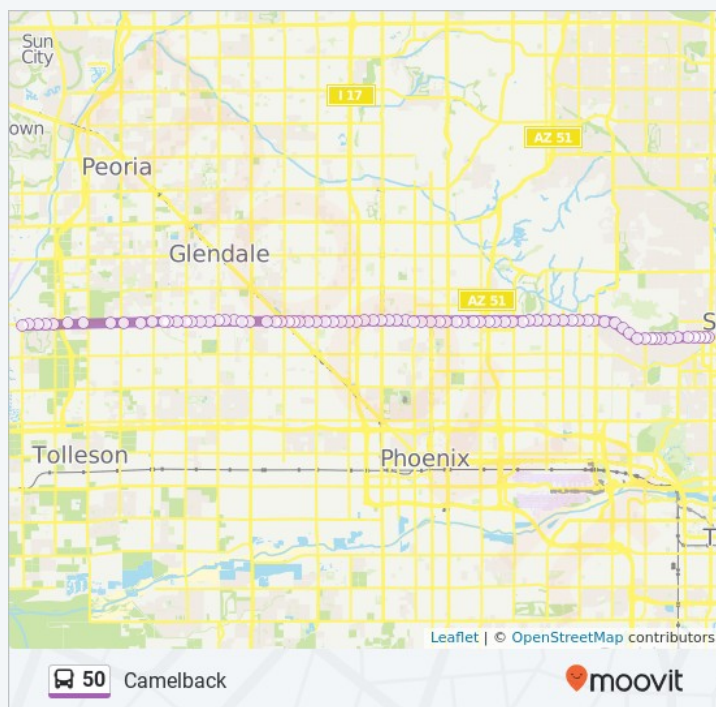 Sun
City
I 17
own
AZ 51
Peoria
Glendale
AZ 51
S
Tolleson
Phoenix
T
Leaflet | © OpenStreetMap contributors
50 Camelback
moovit